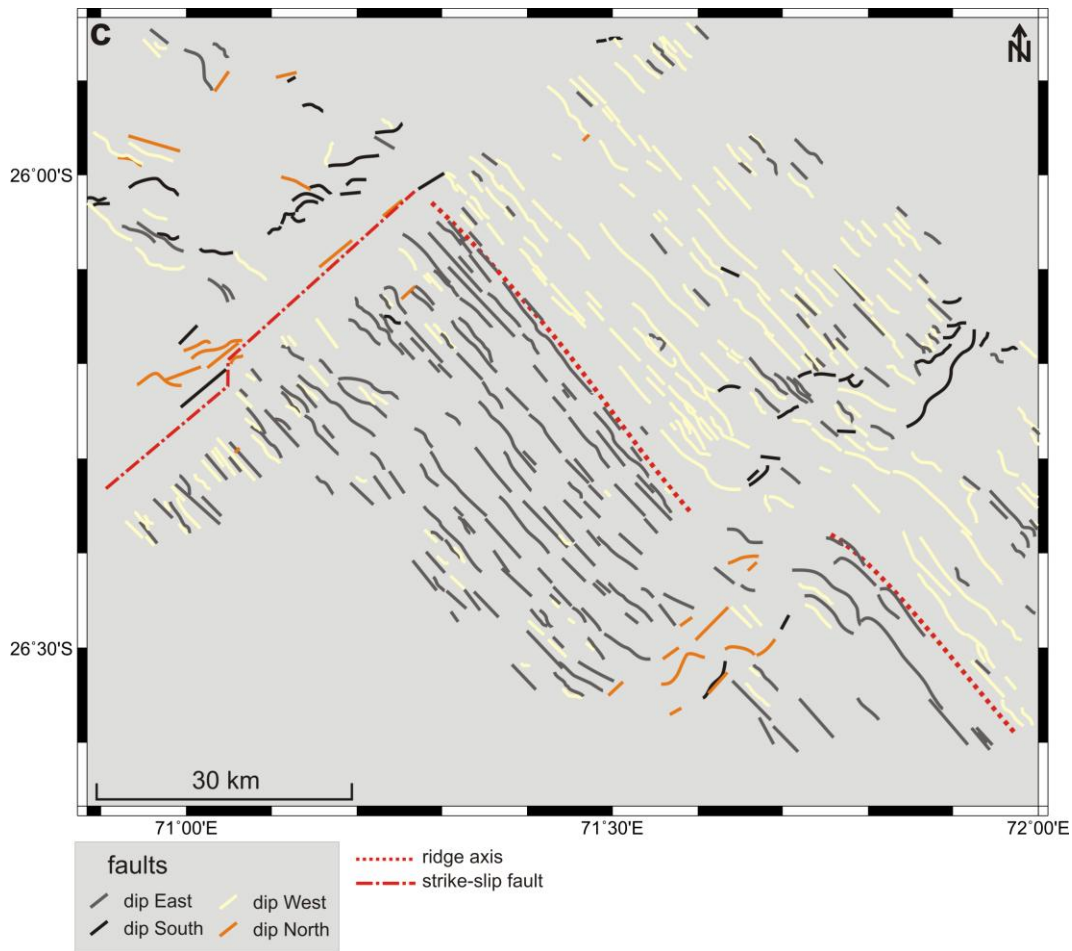 C
N
26°00'S
26°30'S
30 km
71°00'E
71°30'E
72°00'E
faults
dip East
dip West
dip South
dip North
ridge axis
strike-slip fault